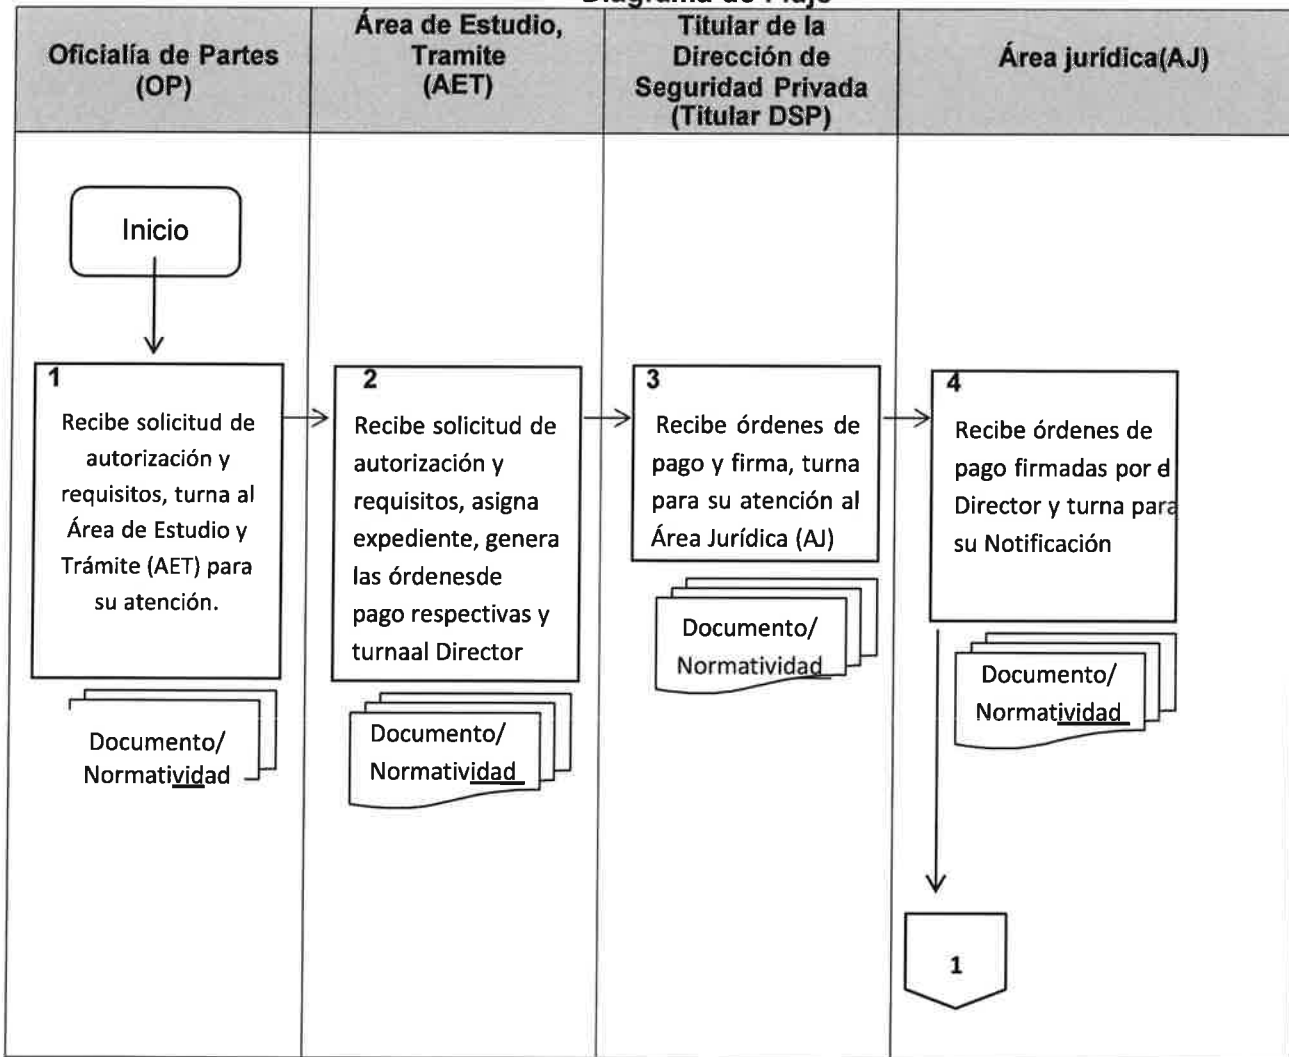 Diagrama de Flujo
Oficialía de Partes
(OP)
Área de Estudio,
Tramite
(AET)
Titular de la
Dirección de
Seguridad Privada
(Titular DSP)
Área jurídica(AJ)
Inicio
1
Recibe solicitud de
autorización y
requisitos, turna al
Área de Estudio y
Trámite (AET) para
su atención.
Documento/
Normatividad
2
Recibe solicitud de
autorización y
requisitos, asigna
expediente, genera
las órdenesde
pago respectivas y
turnaal Director
Documento/
Normatividad
3
Recibe órdenes de
pago y firma, turna
para su atención al
Área Jurídica (AJ)
Documento/
Normatividad
4
Recibe órdenes de
pago firmadas por el
Director y turna para
su Notificación
Documento/
Normatividad
1